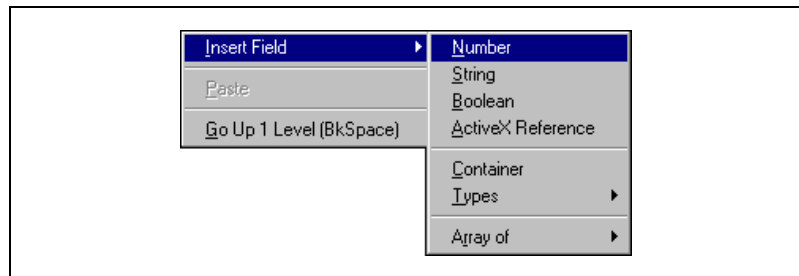 Insert Field
Paste
Go Up 1 Level (BkSpace)
Number
String
Boolean
ActiveX Reference
Container
Types
Array of